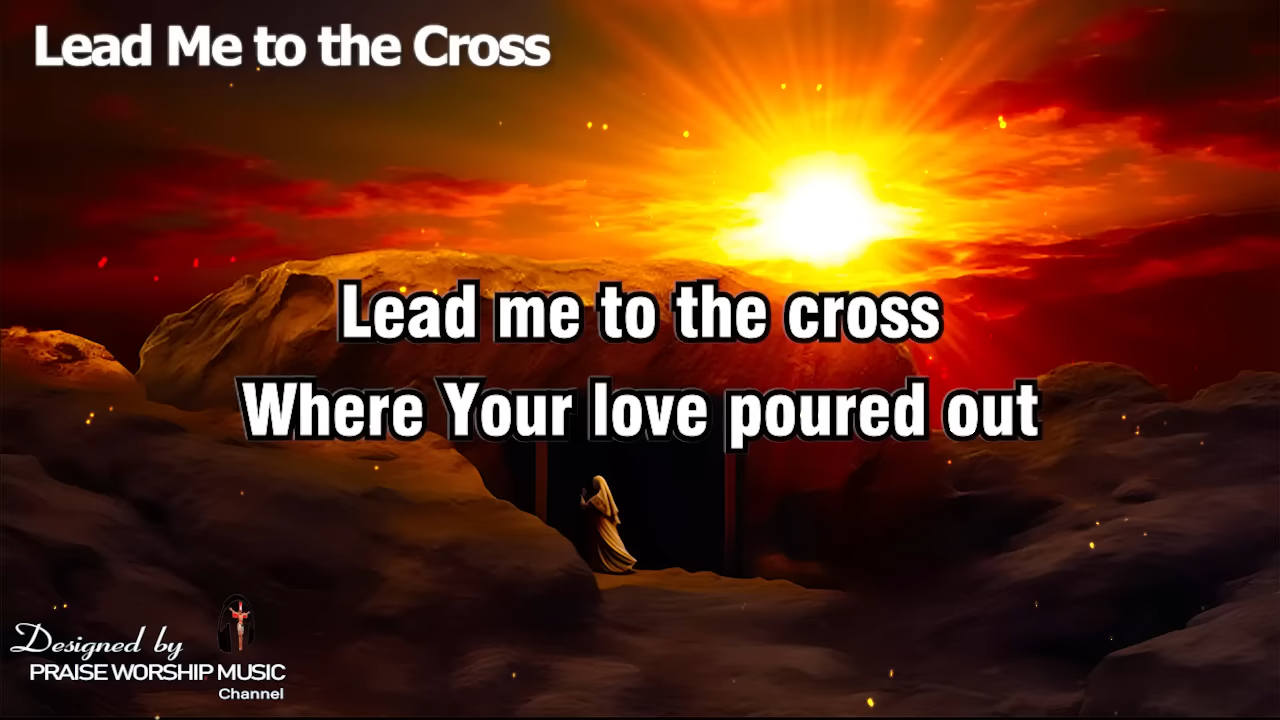 Lead Me to the Cross
Lead me to the cross
Where Your love poured out
Designed by
PRAISE WORSHIP MUSIC
Channel